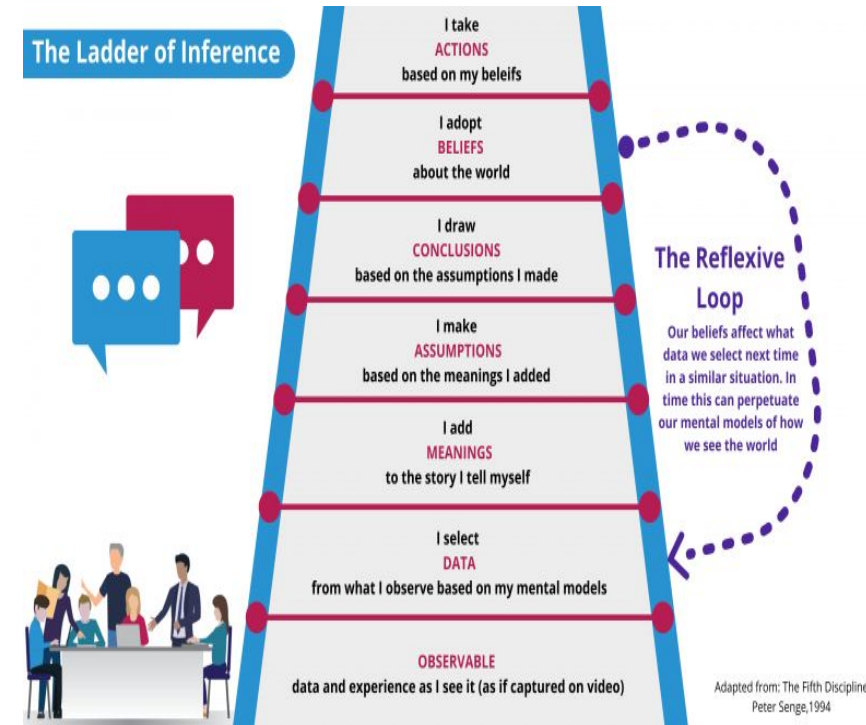 The Ladder of Inference
I take
ACTIONS
based on my beleifs
I adopt
BELIEFS
about the world
I draw
CONCLUSIONS
based on the assumptions I made
I make
ASSUMPTIONS
based on the meanings I added
I add
MEANINGS
to the story I tell myself
I select
DATA
from what I observe based on my mental models
OBSERVABLE
data and experience as I see it (as if captured on video)
The Reflexive
Loop
Our beliefs affect what
data we select next time
in a similar situation. In
time this can perpetuate
our mental models of how
we see the world
Adapted from: The Fifth Discipline
Peter Senge,1994